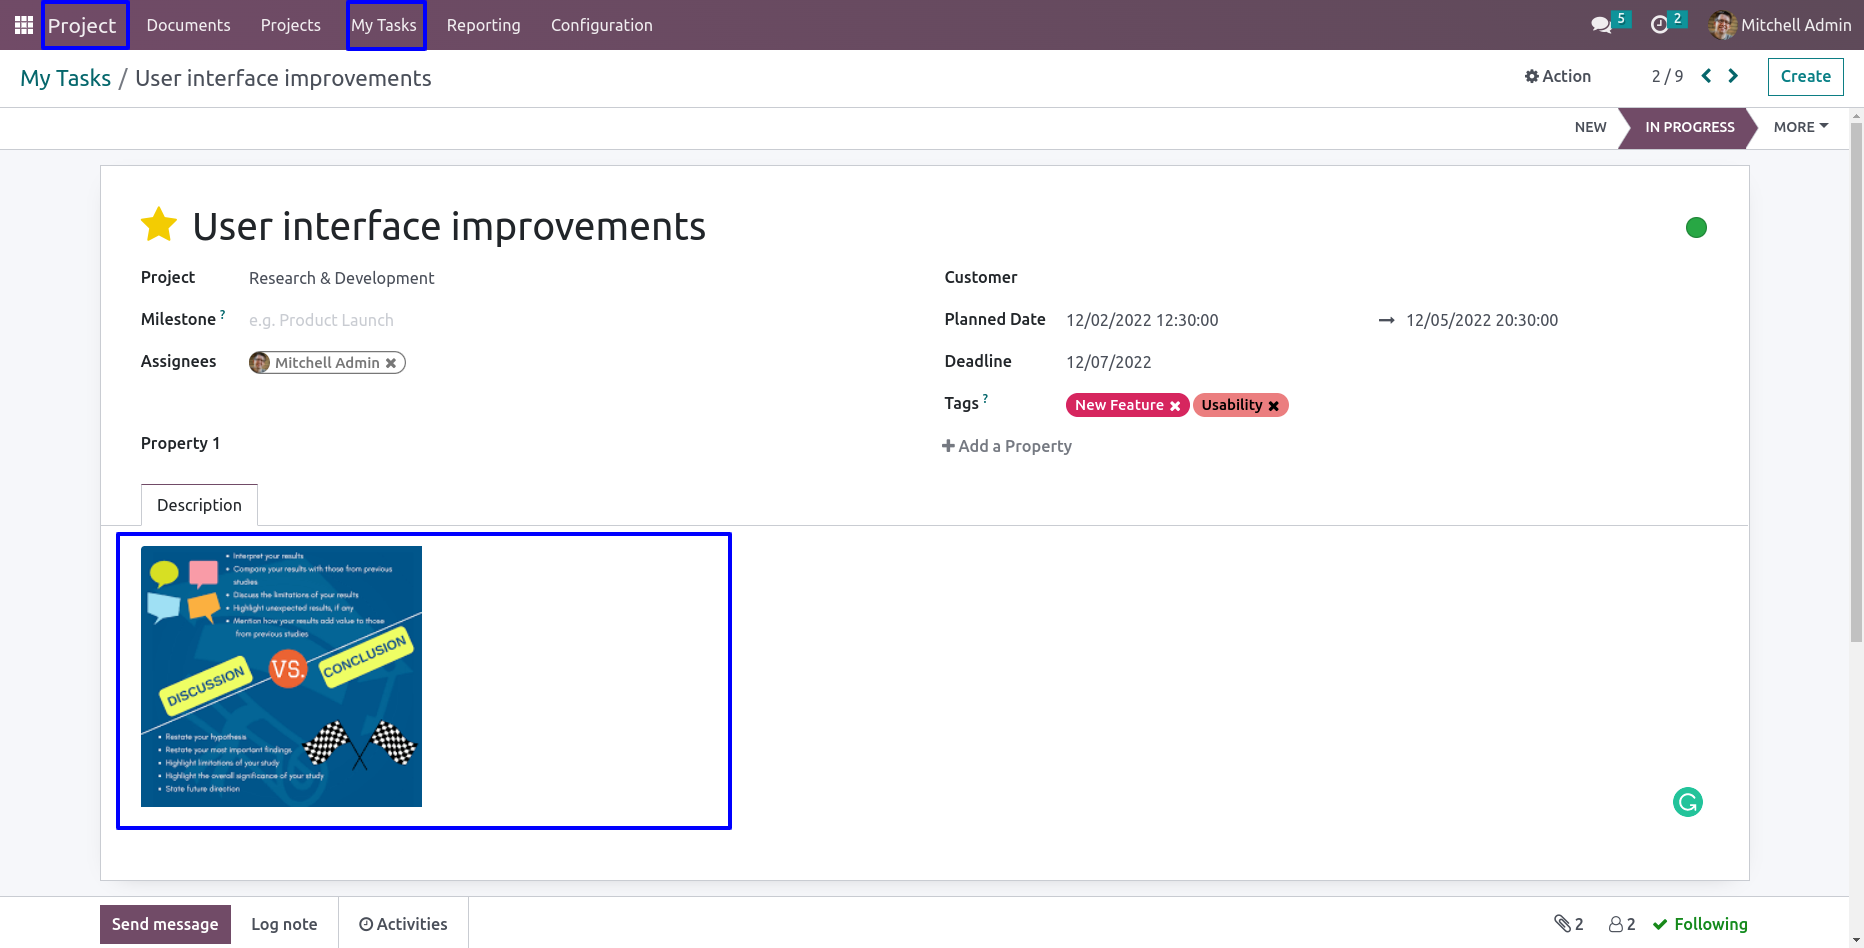 Project Documents Projects My Tasks Reporting Configuration 5 2 Mitchell Admin
My Tasks / User interface improvements Action 2 / 9 Create
NEW IN PROGRESS MORE
User interface improvements
Project Research & Development
Customer
Milestone ? e.g. Product Launch
Planned Date 12/02/2022 12:30:00 → 12/05/2022 20:30:00
Assignees Mitchell Admin
Deadline 12/07/2022
Tags ? New Feature Usability
Property 1
Add a Property
Description
• Interpret your results
• Compare your results with those from previous
studies
• Discuss the limitations of your results
• Highlight unexpected results, if any
• Mention how your results add value to those
from previous studies
DISCUSSION VS. CONCLUSION
• Restate your hypothesis
• Restate your most important findings
• Highlight limitations of your study
• Highlight the overall significance of your study
• State future direction
Send message Log note Activities 2 2 Following